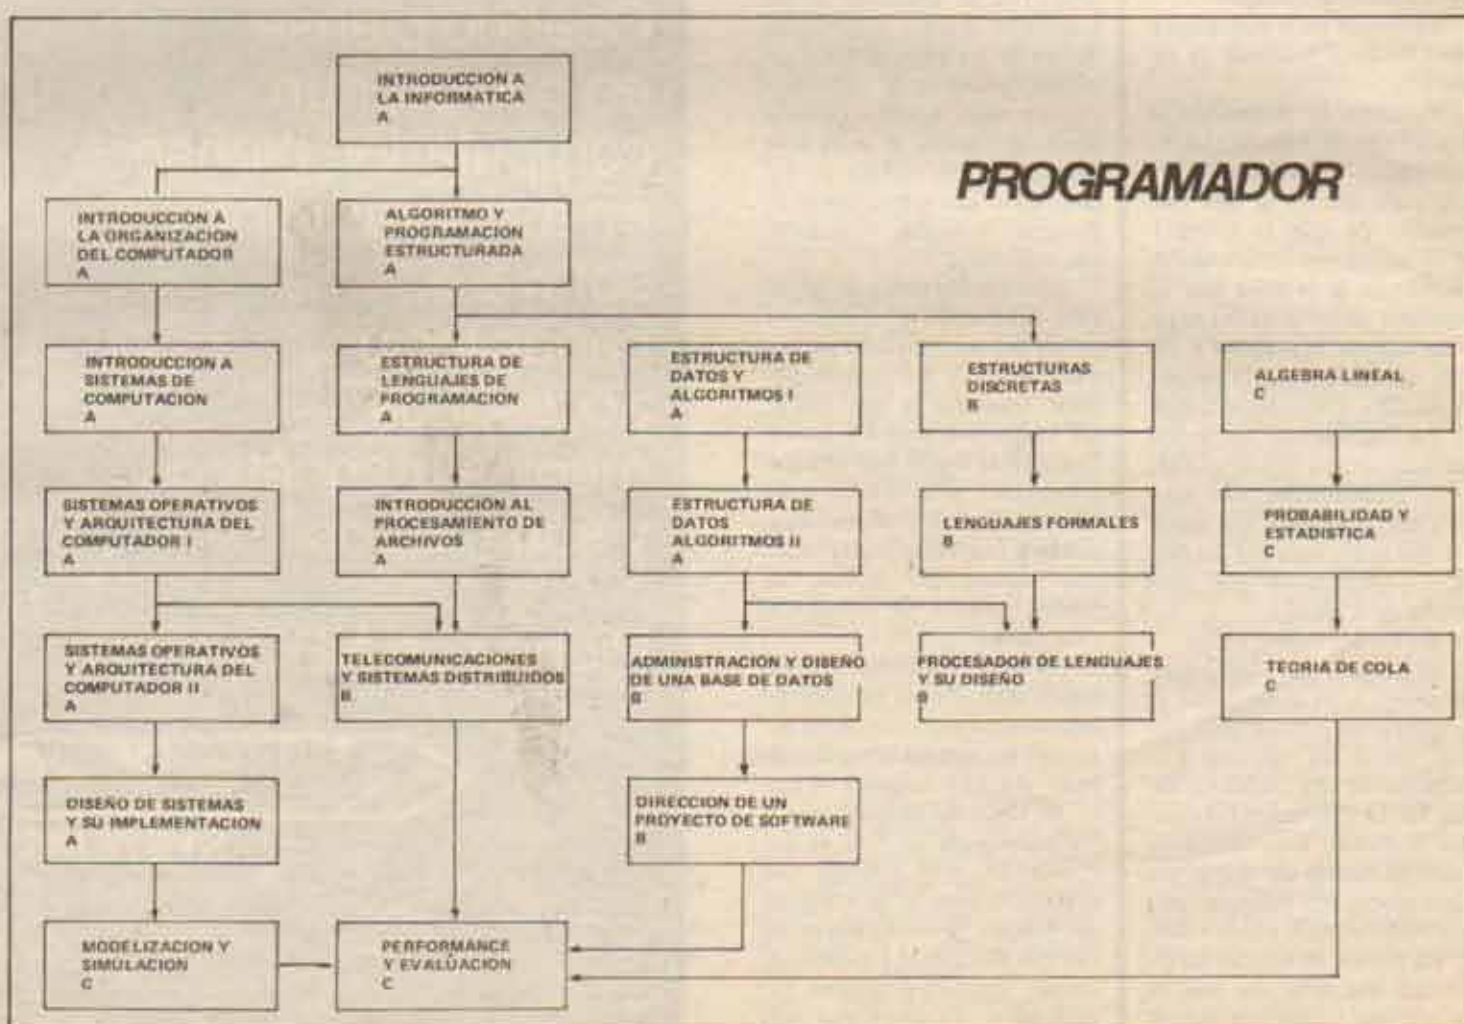 INTRODUCCION A
LA INFORMATICA
A
PROGRAMADOR
INTRODUCCION A
LA ORGANIZACION
DEL COMPUTADOR
A
ALGORITMO Y
PROGRAMACION
ESTRUCTURADA
A
INTRODUCCION A
SISTEMAS DE
COMPUTACION
A
ESTRUCTURA DE
LENGUAJES DE
PROGRAMACION
A
ESTRUCTURA DE
DATOS Y
ALGORITMOS I
A
ESTRUCTURAS
DISCRETAS
B
ALGEBRA LINEAL
C
SISTEMAS OPERATIVOS
Y ARQUITECTURA DEL
COMPUTADOR I
A
INTRODUCCIÓN AL
PROCESAMIENTO DE
ARCHIVOS
A
ESTRUCTURA DE
DATOS
ALGORITMOS II
A
LENGUAJES FORMALES
B
PROBABILIDAD Y
ESTADISTICA
C
SISTEMAS OPERATIVOS
Y ARQUITECTURA DEL
COMPUTADOR II
A
TELECOMUNICACIONES
Y SISTEMAS DISTRIBUIDOS
B
ADMINISTRACION Y DISEÑO
DE UNA BASE DE DATOS
B
PROCESADOR DE LENGUAJES
Y SU DISEÑO
B
TEORIA DE COLA
C
DISEÑO DE SISTEMAS
Y SU IMPLEMENTACION
A
DIRECCION DE UN
PROYECTO DE SOFTWARE
B
MODELIZACION Y
SIMULACION
C
PERFORMANCE
Y EVALUACION
C